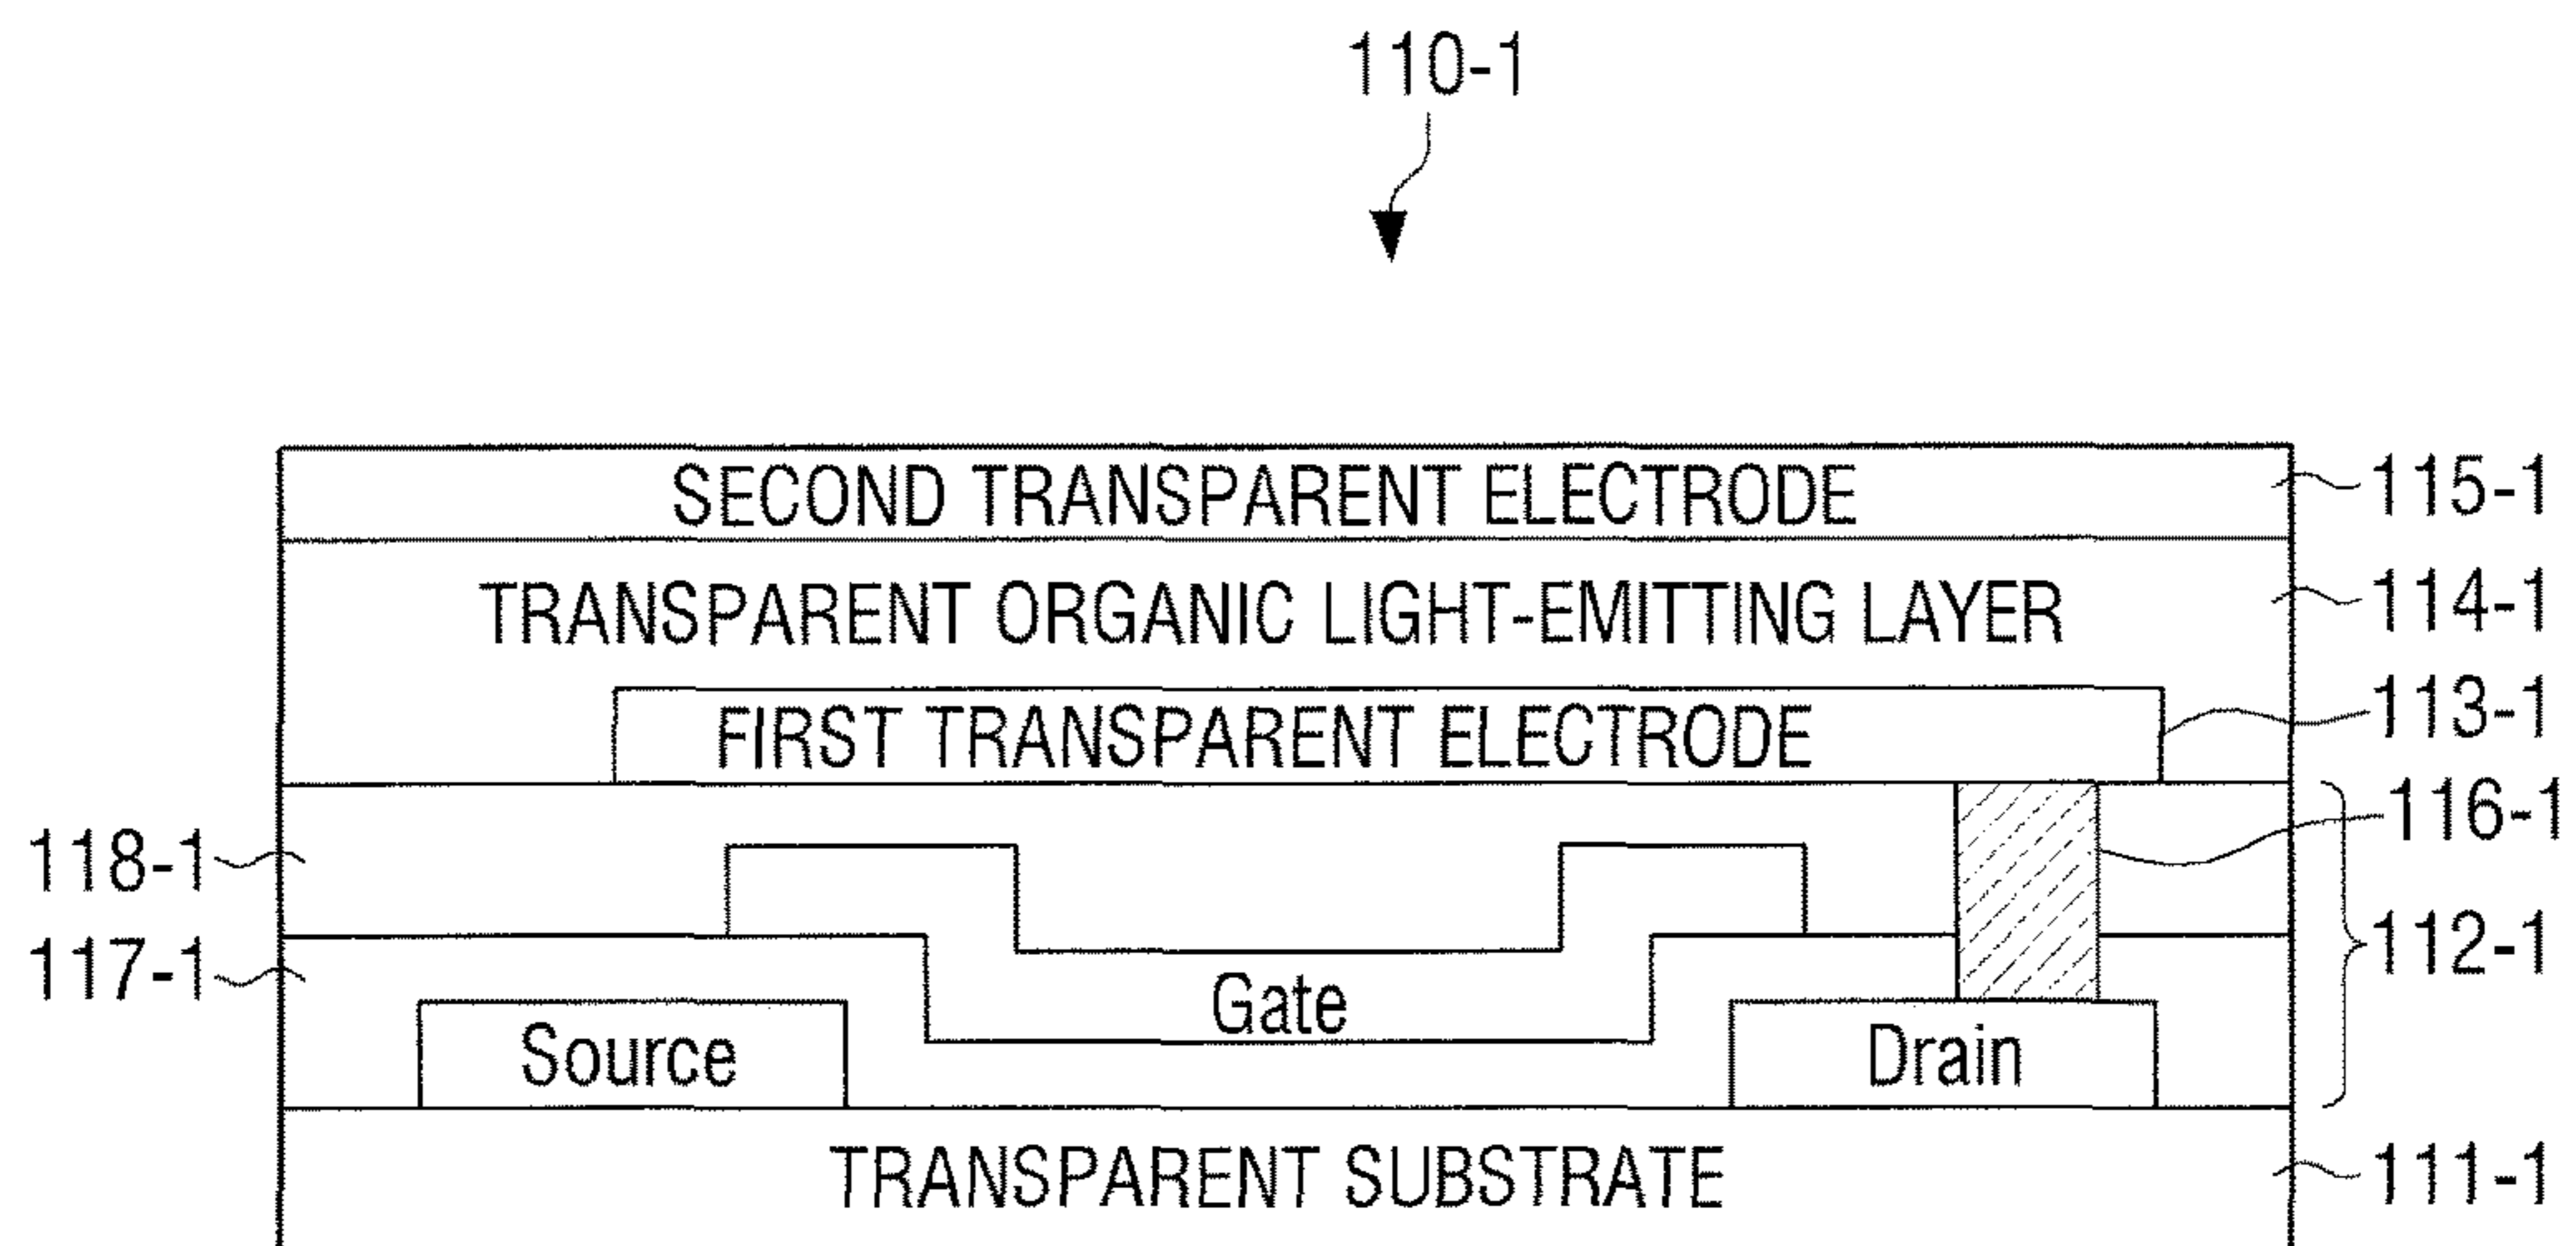 110-1
SECOND TRANSPARENT ELECTRODE
115-1
TRANSPARENT ORGANIC LIGHT-EMITTING LAYER
114-1
FIRST TRANSPARENT ELECTRODE
113-1
116-1
118-1
112-1
117-1
Gate
Source
Drain
TRANSPARENT SUBSTRATE
111-1